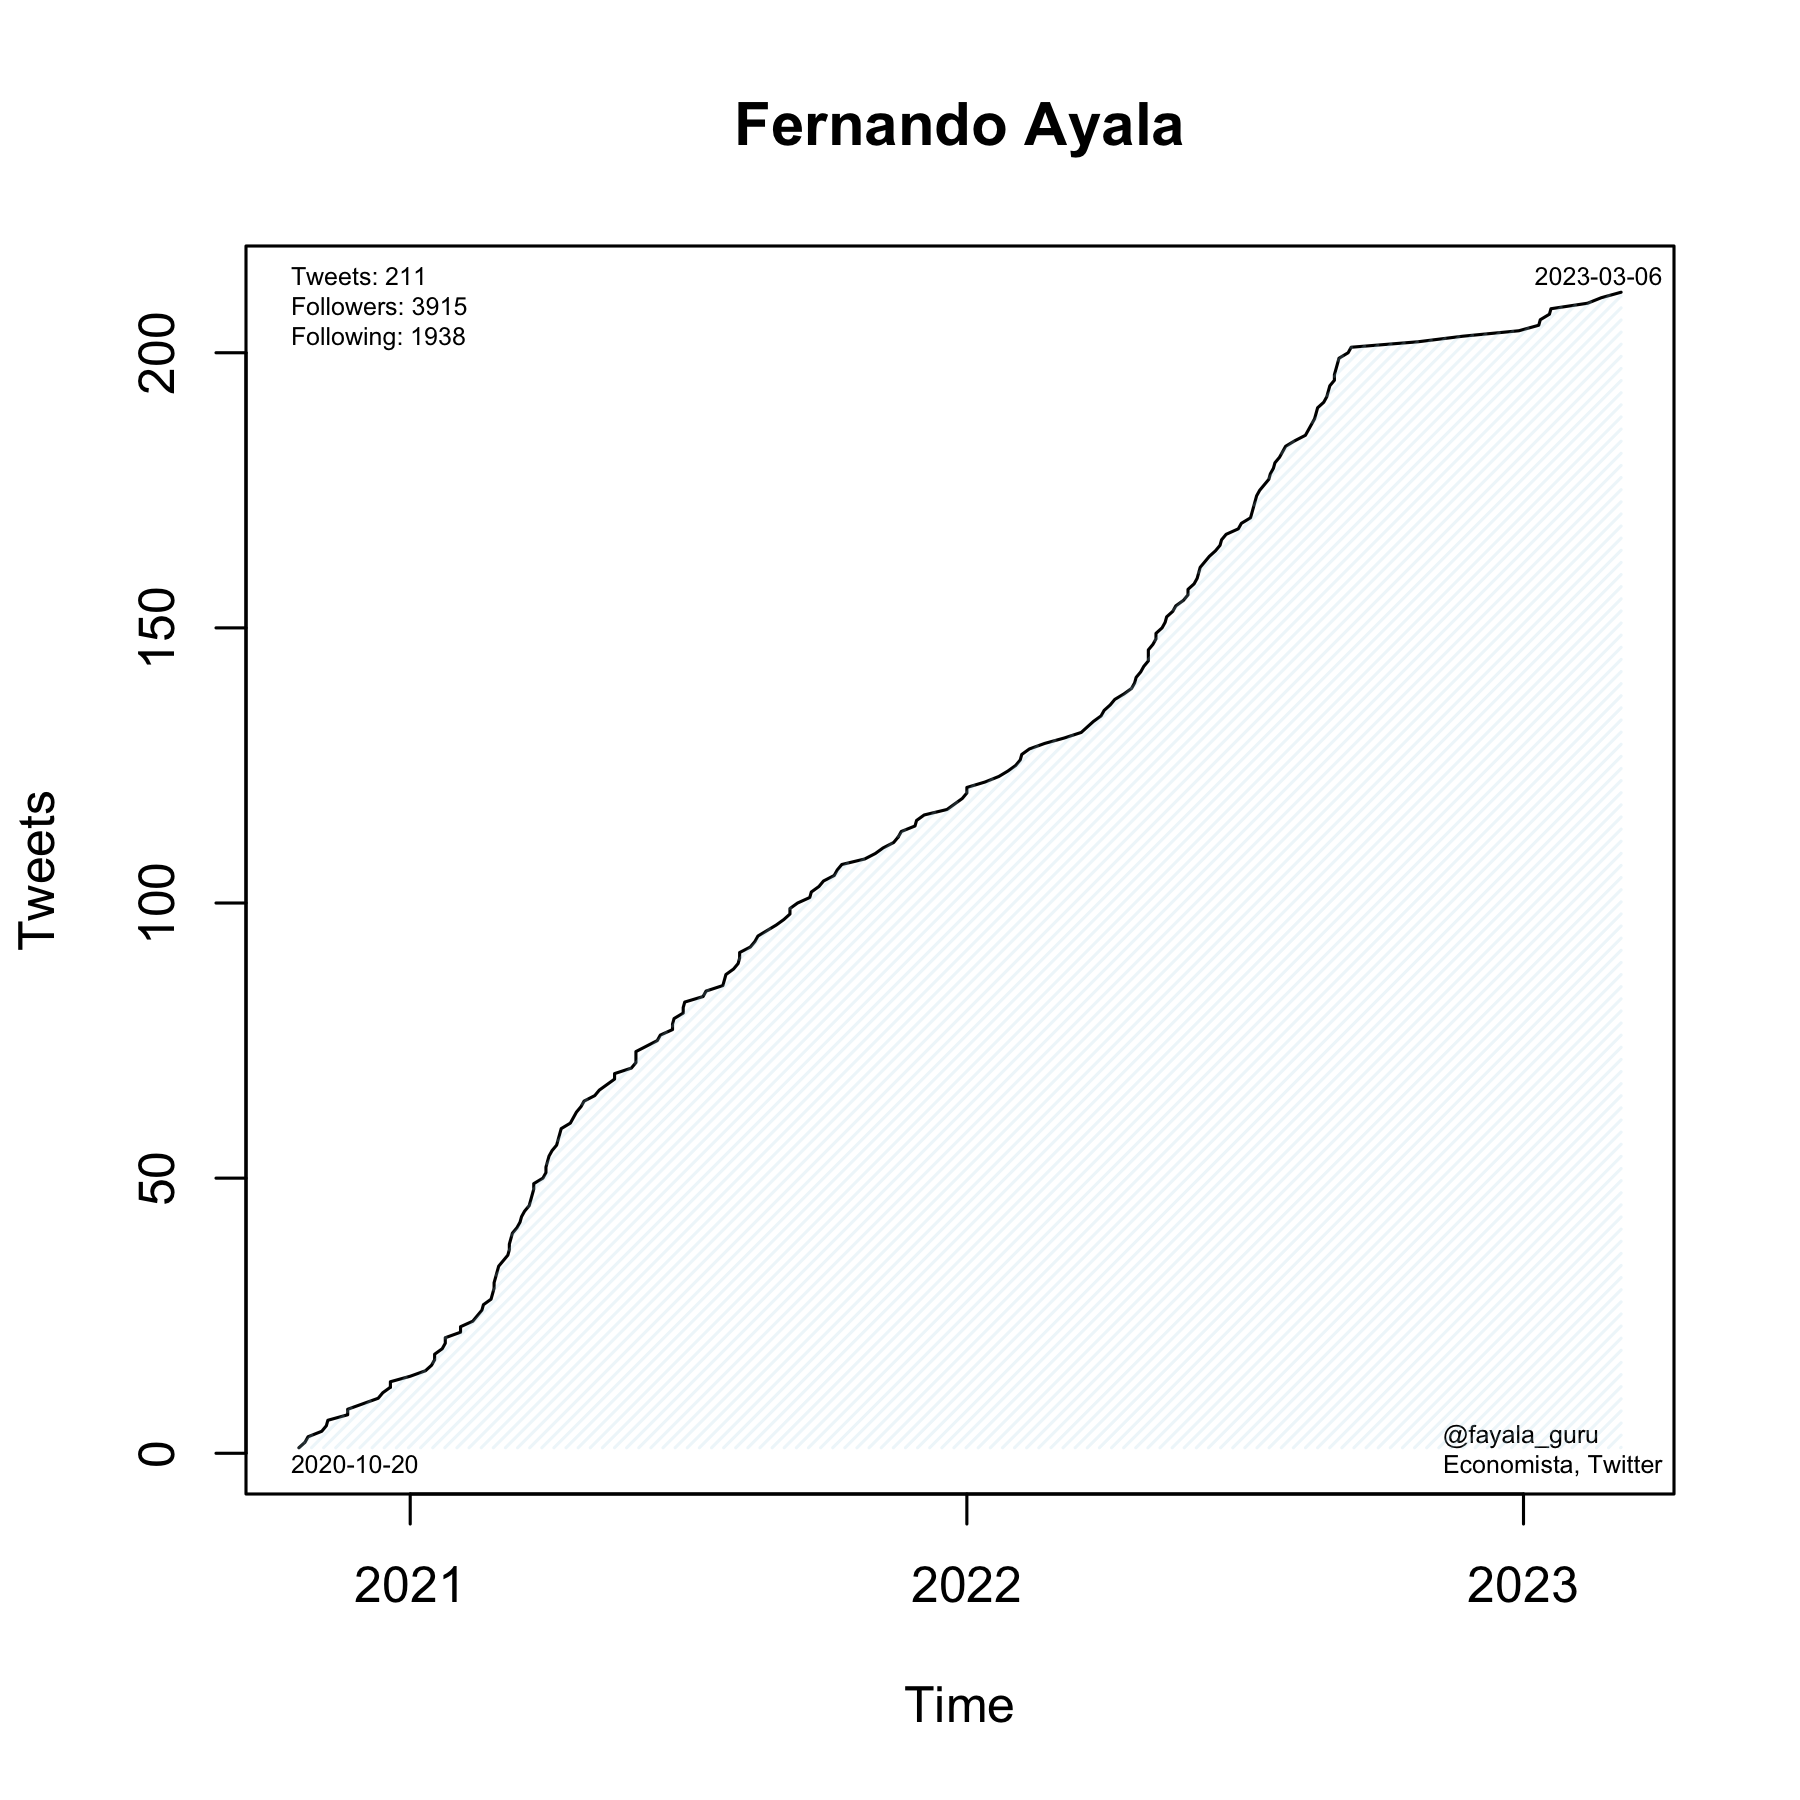 Fernando Ayala
Tweets: 211
Followers: 3915
Following: 1938
2023-03-06
200
150
100
50
0
Tweets
2020-10-20
@fayala_guru
Economista, Twitter
2021
2022
2023
Time